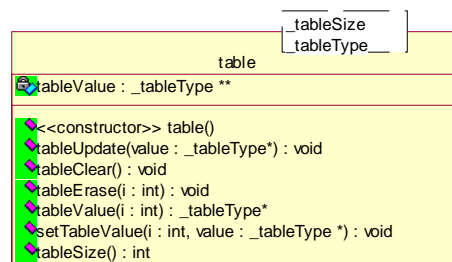 _tableSize
_tableType
table
tableValue : _tableType **
<<constructor>> table()
tableUpdate(value : _tableType*) : void
tableClear() : void
tableErase(i : int) : void
tableValue(i : int) : _tableType*
setTableValue(i : int, value : _tableType *) : void
tableSize() : int